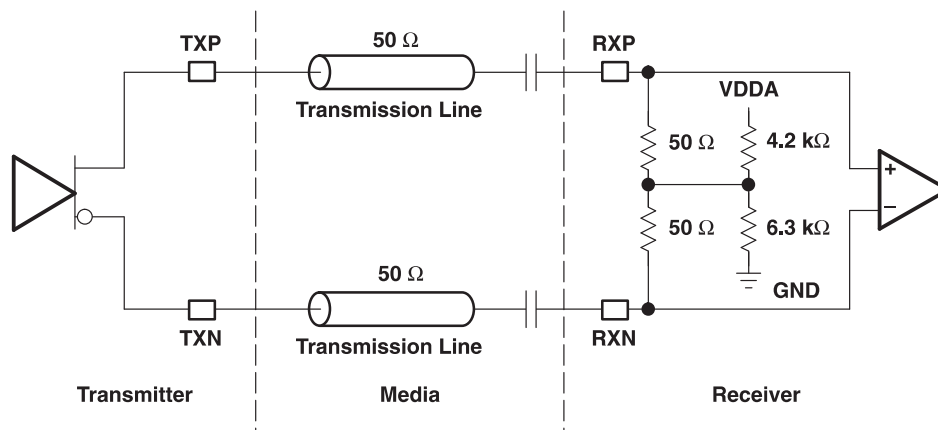 50 Ω
TXP
RXP
Transmission Line
VDDA
50 Ω
4.2 kΩ
+
−
50 Ω
6.3 kΩ
50 Ω
GND
TXN
RXN
Transmission Line
Transmitter
Media
Receiver